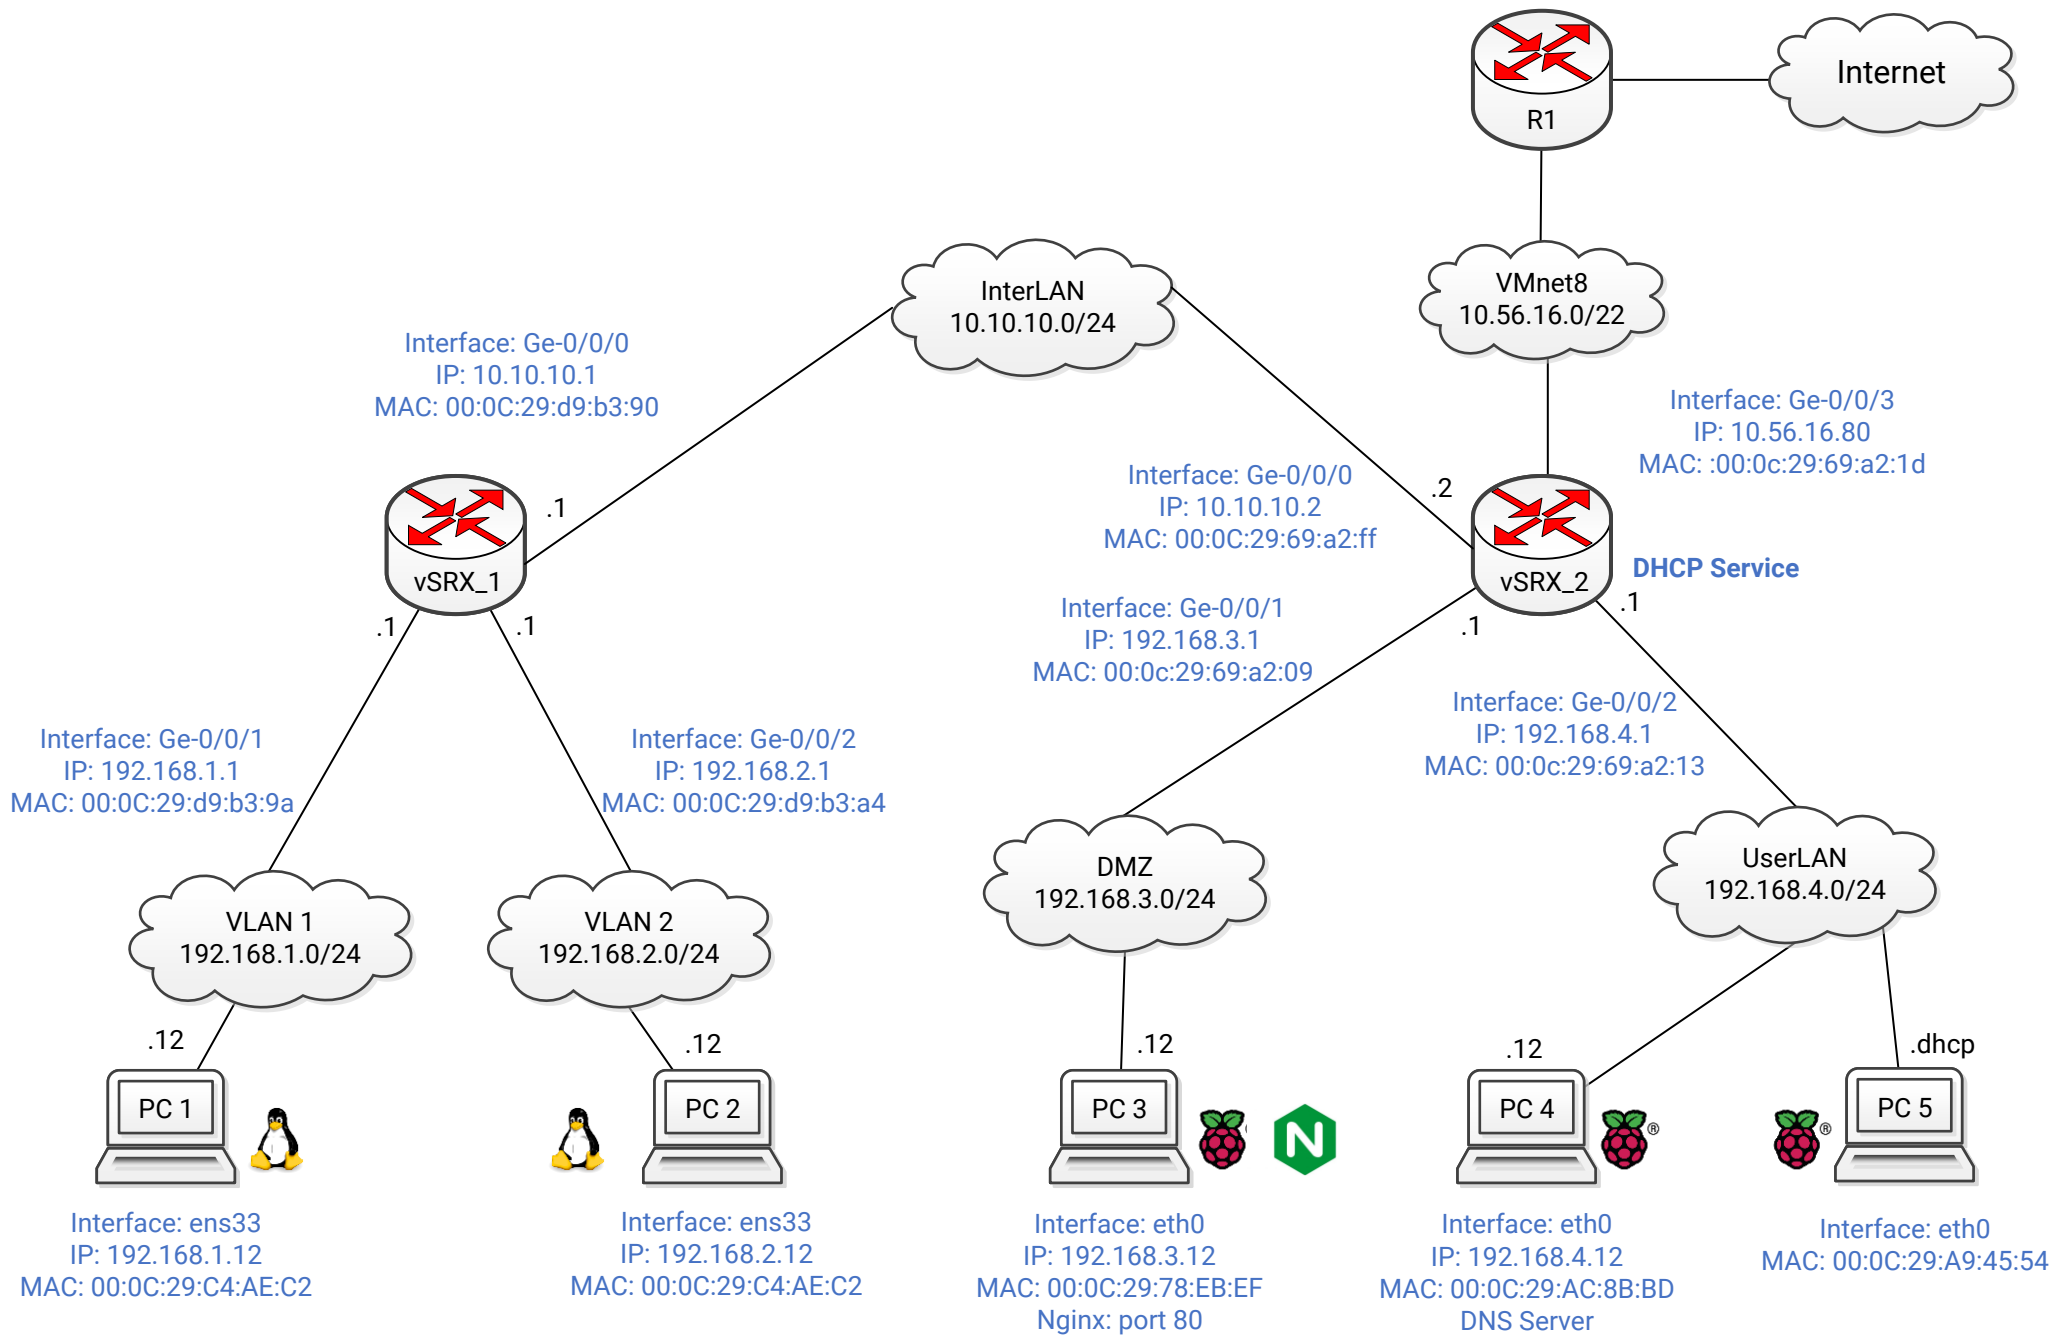 R1
Internet
VMnet8
10.56.16.0/22
InterLAN
10.10.10.0/24
Interface: Ge-0/0/0
IP: 10.10.10.1
MAC: 00:0C:29:d9:b3:90
Interface: Ge-0/0/3
IP: 10.56.16.80
MAC: :00:0c:29:69:a2:1d
Interface: Ge-0/0/0
IP: 10.10.10.2
MAC: 00:0C:29:69:a2:ff
.2
.1
vSRX_1
.1
.1
vSRX_2
DHCP Service
.1
.1
Interface: Ge-0/0/1
IP: 192.168.3.1
MAC: 00:0c:29:69:a2:09
Interface: Ge-0/0/2
IP: 192.168.4.1
MAC: 00:0c:29:69:a2:13
Interface: Ge-0/0/1
IP: 192.168.1.1
MAC: 00:0C:29:d9:b3:9a
Interface: Ge-0/0/2
IP: 192.168.2.1
MAC: 00:0C:29:d9:b3:a4
VLAN 1
192.168.1.0/24
VLAN 2
192.168.2.0/24
DMZ
192.168.3.0/24
UserLAN
192.168.4.0/24
.12
.12
.12
.12
.dhcp
PC 1
PC 2
PC 3
N
PC 4
®
®
PC 5
Interface: ens33
IP: 192.168.1.12
MAC: 00:0C:29:C4:AE:C2
Interface: ens33
IP: 192.168.2.12
MAC: 00:0C:29:C4:AE:C2
Interface: eth0
IP: 192.168.3.12
MAC: 00:0C:29:78:EB:EF
Nginx: port 80
Interface: eth0
IP: 192.168.4.12
MAC: 00:0C:29:AC:8B:BD
DNS Server
Interface: eth0
MAC: 00:0C:29:A9:45:54